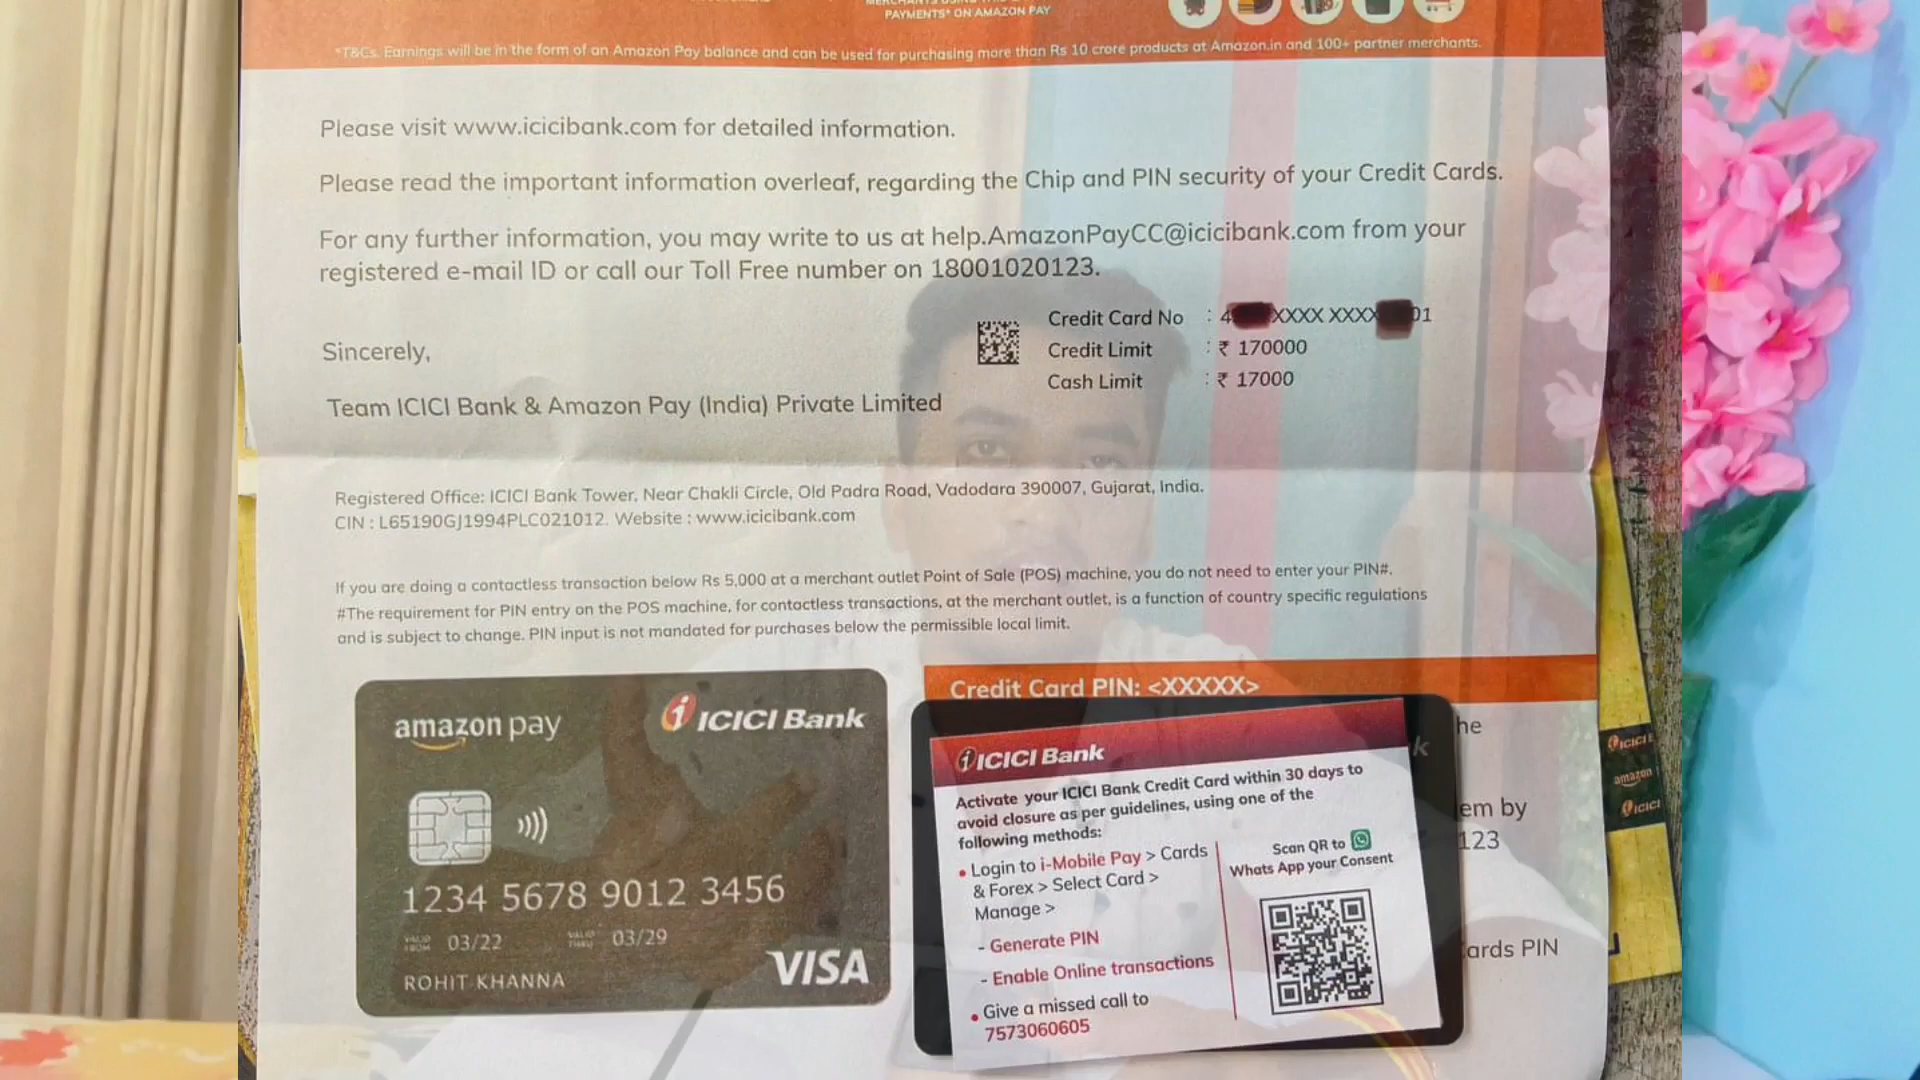 PAYMENTS* ON AMAZON PAY
*T&Cs. Earnings will be in the form of an Amazon Pay balance and can be used for purchasing more than Rs 10 crore products at Amazon.in and 100+ partner merchants.
Please visit www.icicibank.com for detailed information.
Please read the important information overleaf, regarding the Chip and PIN security of your Credit Cards.
For any further information, you may write to us at help.AmazonPayCC@icicibank.com from your
registered e-mail ID or call our Toll Free number on 18001020123.
Credit Card No : 4 XXXX XXXX 01
Credit Limit : ₹ 170000
Cash Limit : ₹ 17000
Sincerely,
Team ICICI Bank & Amazon Pay (India) Private Limited
Registered Office: ICICI Bank Tower, Near Chakli Circle, Old Padra Road, Vadodara 390007, Gujarat, India.
CIN : L65190GJ1994PLC021012. Website : www.icicibank.com
If you are doing a contactless transaction below Rs 5,000 at a merchant outlet Point of Sale (POS) machine, you do not need to enter your PIN#.
#The requirement for PIN entry on the POS machine, for contactless transactions, at the merchant outlet, is a function of country specific regulations
and is subject to change. PIN input is not mandated for purchases below the permissible local limit.
amazon pay
ICICI Bank
1234 5678 9012 3456
VALID FROM 03/22 VALID THRU 03/29
ROHIT KHANNA
VISA
Credit Card PIN: <XXXXX>
he
k
em by
123
ards PIN
ICICI Bank
Activate your ICICI Bank Credit Card within 30 days to
avoid closure as per guidelines, using one of the
following methods:
• Login to i-Mobile Pay > Cards
& Forex > Select Card >
Manage >
- Generate PIN
- Enable Online transactions
• Give a missed call to
7573060605
Scan QR to
Whats App your Consent
ICICI
amazon
ICICI